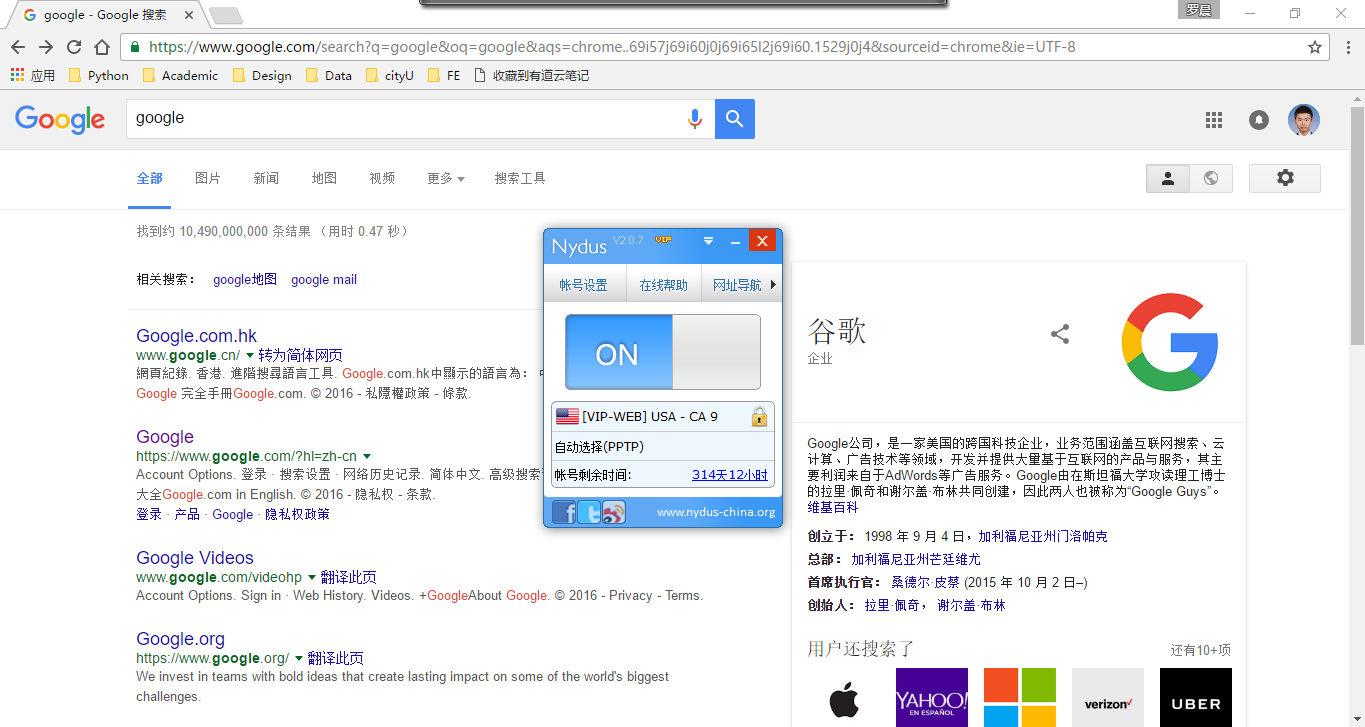 google - Google 搜索
罗晨
https://www.google.com/search?q=google&oq=google&aqs=chrome..69i57j69i60j0j69i65l2j69i60.1529j0j4&sourceid=chrome&ie=UTF-8
应用 Python Academic Design Data cityU FE 收藏到有道云笔记
Google google
全部 图片 新闻 地图 视频 更多 搜索工具
找到约 10,490,000,000 条结果 （用时 0.47 秒）
相关搜索： google地图 google mail
Google.com.hk
www.google.cn/ 转为简体网页
網頁紀錄. 香港. 進階搜尋語言工具. Google.com.hk中顯示的語言為：
Google 完全手冊Google.com. © 2016 - 私隱權政策 - 條款.
Google
https://www.google.com/?hl=zh-cn
Account Options. 登录 · 搜索设置 · 网络历史记录. 简体中文. 高级搜索
大全Google.com in English. © 2016 - 隐私权 - 条款.
登录 · 产品 · Google · 隐私权政策
Google Videos
www.google.com/videohp 翻译此页
Account Options. Sign in · Web History. Videos. +GoogleAbout Google. © 2016 - Privacy - Terms.
Google.org
https://www.google.org/ 翻译此页
We invest in teams with bold ideas that create lasting impact on some of the world's biggest
challenges.
Nydus V2.0.7 VIP
帐号设置 在线帮助 网址导航
ON
[VIP-WEB] USA - CA 9
自动选择(PPTP)
帐号剩余时间： 314天12小时
www.nydus-china.org
谷歌
企业
Google公司，是一家美国的跨国科技企业，业务范围涵盖互联网搜索、云
计算、广告技术等领域，开发并提供大量基于互联网的产品与服务，其主
要利润来自于AdWords等广告服务。Google由在斯坦福大学攻读理工博士
的拉里·佩奇和谢尔盖·布林共同创建，因此两人也被称为“Google Guys”。
维基百科
创立于： 1998 年 9 月 4 日，加利福尼亚州门洛帕克
总部： 加利福尼亚州芒廷维尤
首席执行官： 桑德尔·皮蔡 (2015 年 10 月 2 日–)
创始人： 拉里·佩奇， 谢尔盖·布林
用户还搜索了 还有10+项
YAHOO!
EN ESPAÑOL
verizon
UBER